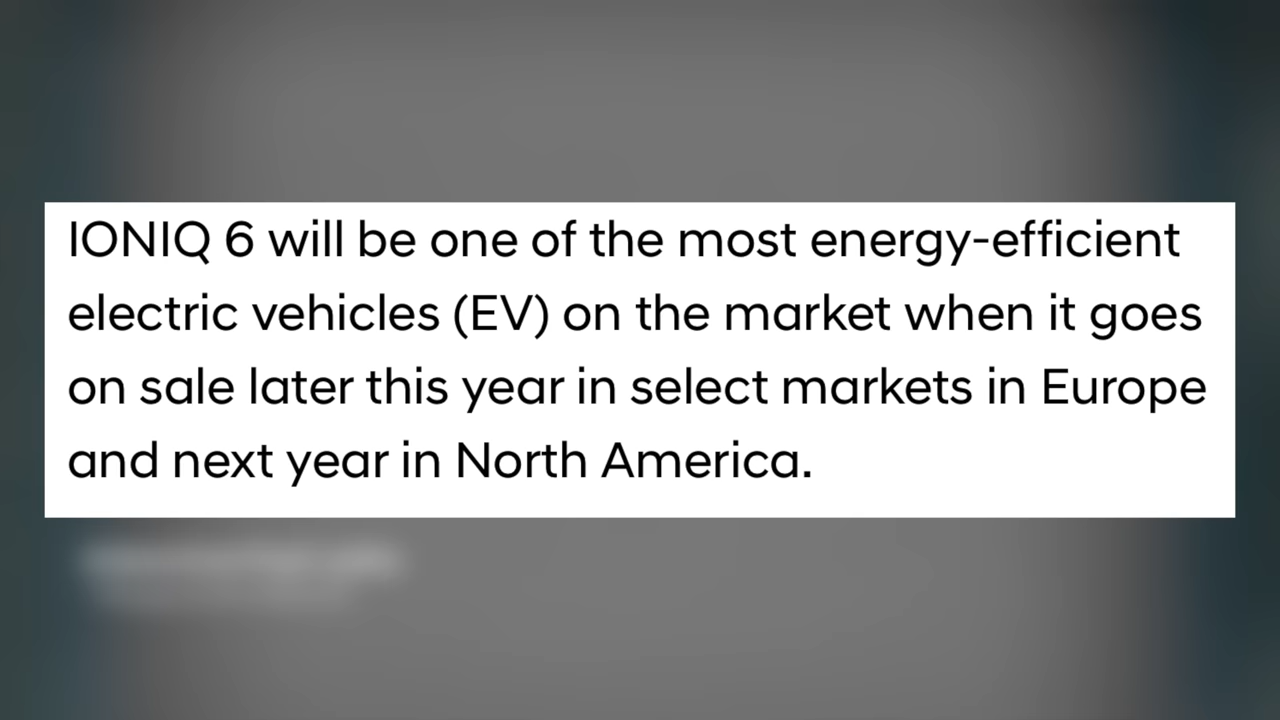 IONIQ 6 will be one of the most energy-efficient
electric vehicles (EV) on the market when it goes
on sale later this year in select markets in Europe
and next year in North America.